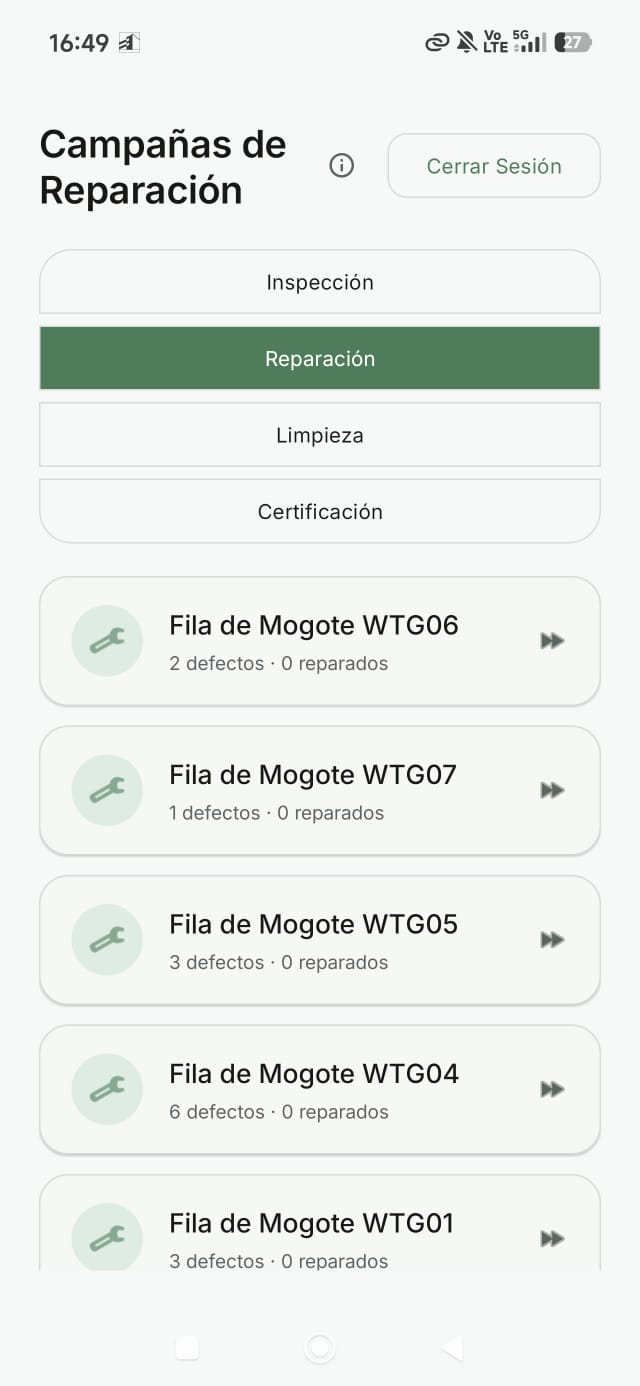 16:49
Vo LTE 5G 27
Campañas de
Reparación
Cerrar Sesión
Inspección
Reparación
Limpieza
Certificación
Fila de Mogote WTG06
2 defectos · 0 reparados
Fila de Mogote WTG07
1 defectos · 0 reparados
Fila de Mogote WTG05
3 defectos · 0 reparados
Fila de Mogote WTG04
6 defectos · 0 reparados
Fila de Mogote WTG01
3 defectos · 0 reparados